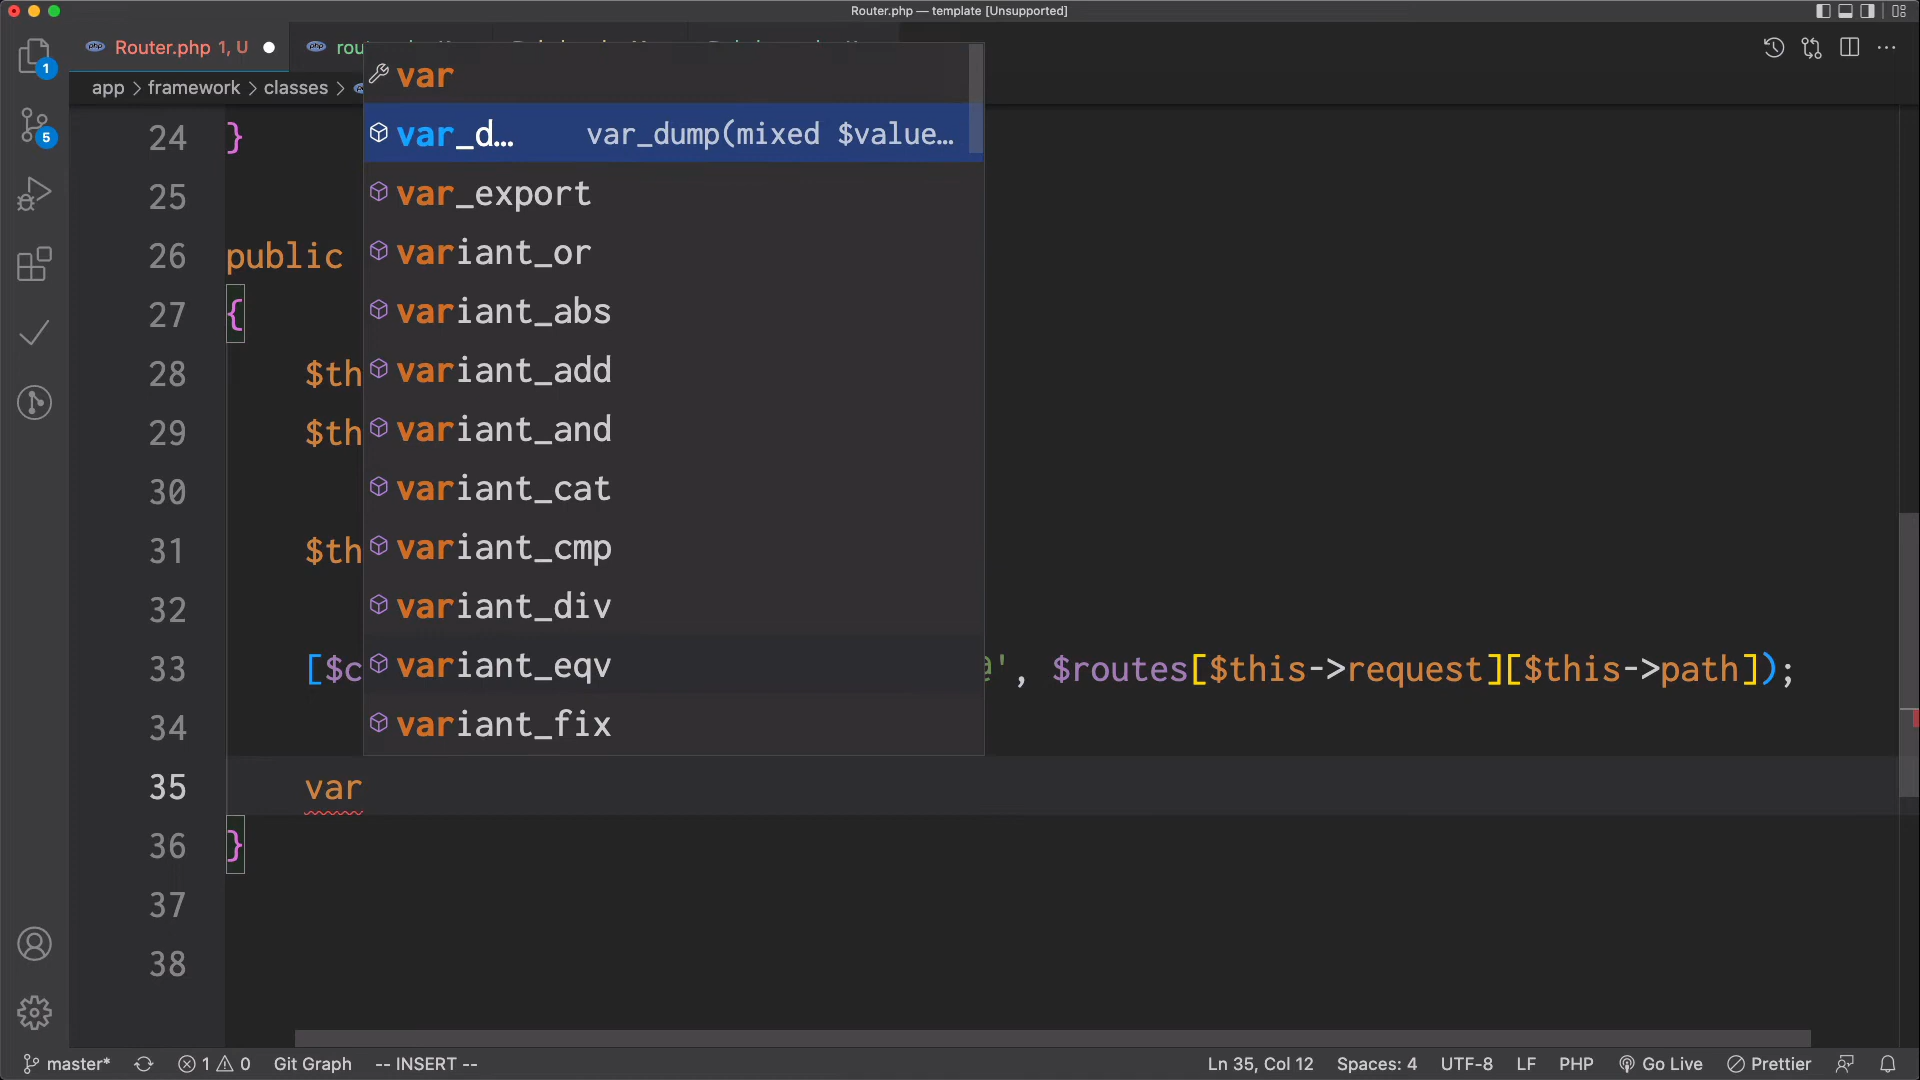 Router.php — template [Unsupported]
Router.php 1, U
app > framework > classes >
1
5
var
var_d... var_dump(mixed $value...
var_export
variant_or
variant_abs
variant_add
variant_and
variant_cat
variant_cmp
variant_div
variant_eqv
variant_fix
24 }
25
26 public
27 {
28 $th
29 $th
30
31 $th
32
33 [$c @', $routes[$this->request][$this->path]);
34
35 var
36 }
37
38
master* 1 0 Git Graph -- INSERT -- Ln 35, Col 12 Spaces: 4 UTF-8 LF PHP Go Live Prettier